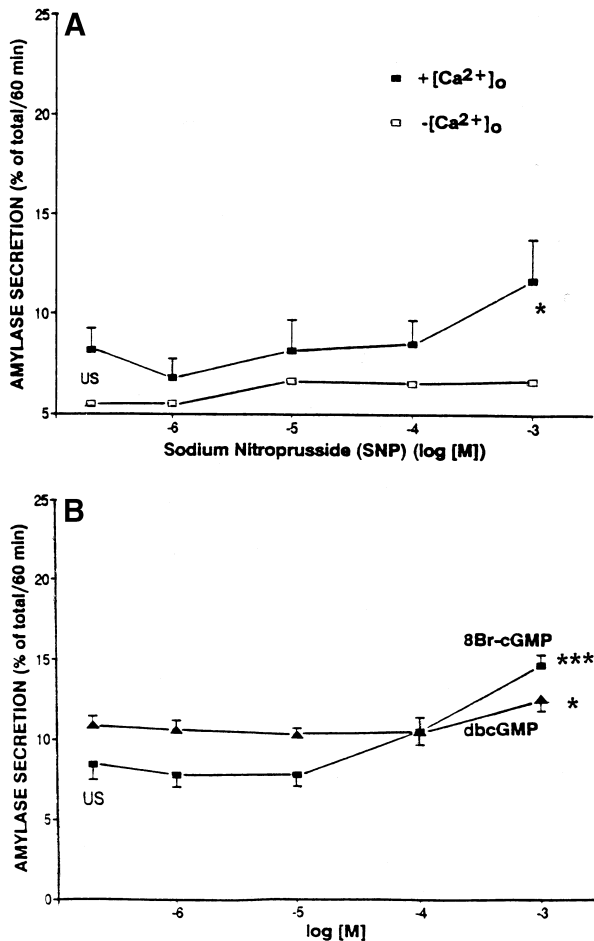 A
25
20
15
10
5
AMYLASE SECRETION (% of total/60 min)
+[Ca2+]o
-[Ca2+]o
*
US
-6
-5
-4
-3
Sodium Nitroprusside (SNP) (log [M])
B
25
20
15
10
5
0
AMYLASE SECRETION (% of total/60 min)
8Br-cGMP
***
*
dbcGMP
US
-6
-5
-4
-3
log [M]